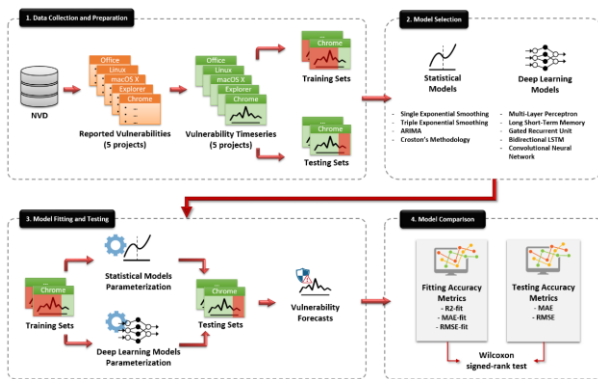 1. Data Collection and Preparation
NVD
Office
Linux
macOS X
Explorer
Chrome
Reported Vulnerabilities
(5 projects)
Office
Linux
macOS X
Explorer
Chrome
Vulnerability Timeseries
(5 projects)
...
Chrome
Training Sets
...
Chrome
Testing Sets
2. Model Selection
Statistical
Models
- Single Exponential Smoothing
- Triple Exponential Smoothing
- ARIMA
- Croston's Methodology
Deep Learning
Models
- Multi-Layer Perceptron
- Long Short-Term Memory
- Gated Recurrent Unit
- Bidirectional LSTM
- Convolutional Neural
Network
3. Model Fitting and Testing
...
Chrome
Training Sets
Statistical Models
Parameterization
Deep Learning Models
Parameterization
...
Chrome
Testing Sets
Vulnerability
Forecasts
4. Model Comparison
Fitting Accuracy
Metrics
- R2-fit
- MAE-fit
- RMSE-fit
Testing Accuracy
Metrics
- MAE
- RMSE
Wilcoxon
signed-rank test